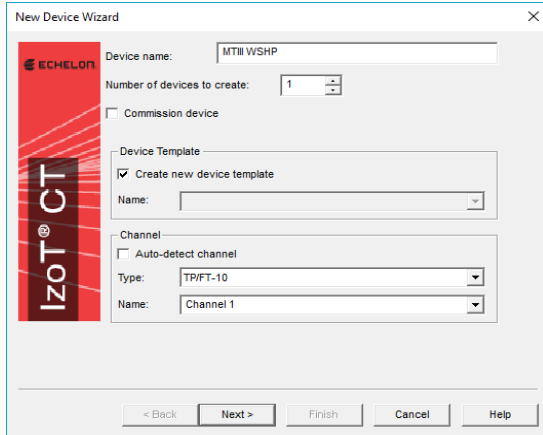 New Device Wizard
ECHELON
IzoT® CT
Device name: MTIII WSHP
Number of devices to create: 1
Commission device
Device Template
Create new device template
Name:
Channel
Auto-detect channel
Type: TP/FT-10
Name: Channel 1
< Back Next > Finish Cancel Help